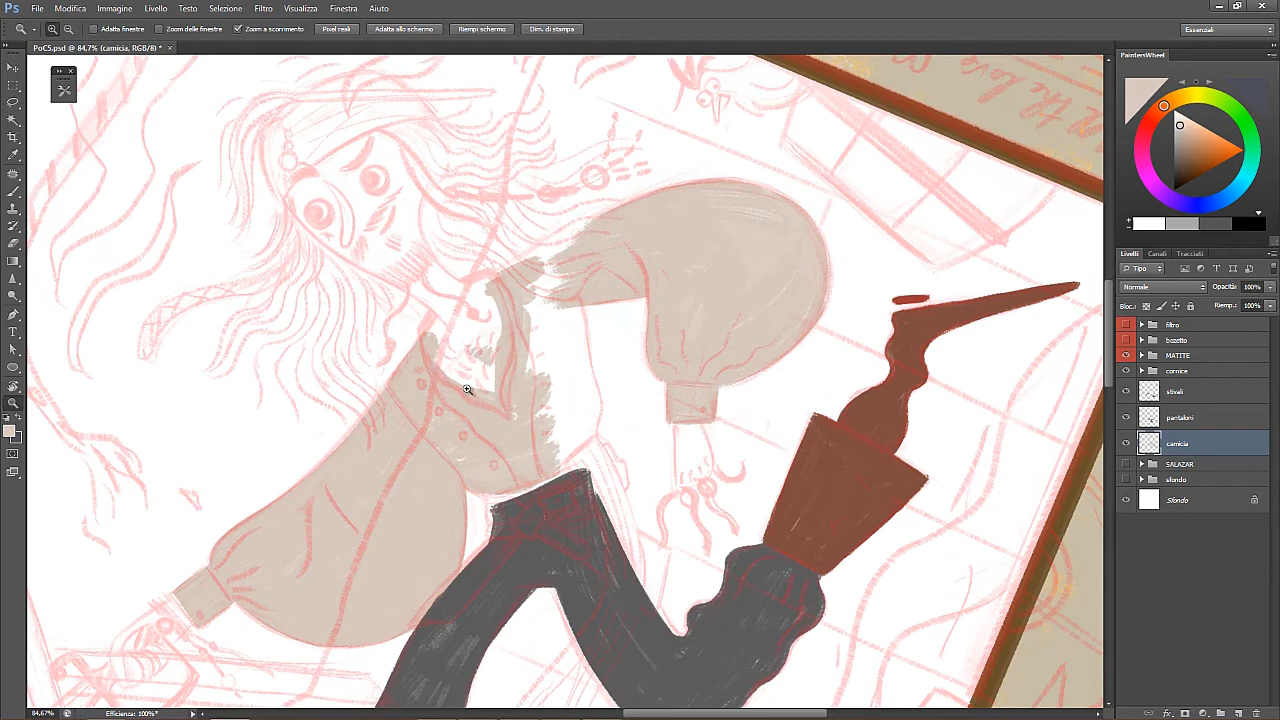 Ps File Modifica Immagine Livello Testo Selezione Filtro Visualizza Finestra Aiuto
Adatta finestra Zoom delle finestre Zoom a scorrimento Pixel reali Adatta allo schermo Riempi schermo Dim. di stampa Essenziali
PoC5.psd @ 84,7% (camicia, RGB/8) * ×
PaintersWheel
Livelli Canali Tracciati
Tipo
Normale Opacità: 100%
Bloc.: Riemp.: 100%
filtro
bozetto
MATITE
cornice
stivali
pantaloni
camicia
SALAZAR
sfondo
Sfondo
84,67% Efficienza: 100%*